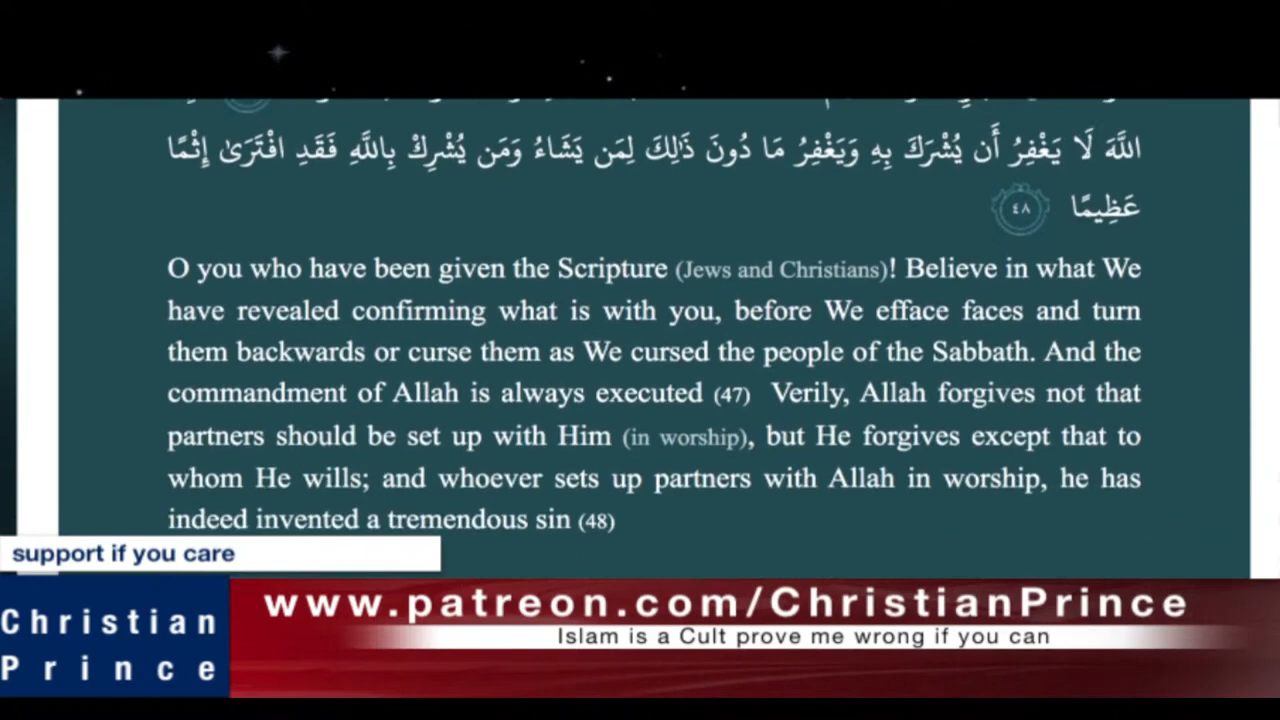 اللَّهَ لَا يَغْفِرُ أَن يُشْرَكَ بِهِ وَيَغْفِرُ مَا دُونَ ذَٰلِكَ لِمَن يَشَاءُ وَمَن يُشْرِكْ بِاللَّهِ فَقَدِ افْتَرَىٰ إِثْمًا
عَظِيمًا ٤٨
O you who have been given the Scripture (Jews and Christians)! Believe in what We
have revealed confirming what is with you, before We efface faces and turn
them backwards or curse them as We cursed the people of the Sabbath. And the
commandment of Allah is always executed (47) Verily, Allah forgives not that
partners should be set up with Him (in worship), but He forgives except that to
whom He wills; and whoever sets up partners with Allah in worship, he has
indeed invented a tremendous sin (48)
support if you care
Christian
Prince
www.patreon.com/ChristianPrince
Islam is a Cult prove me wrong if you can